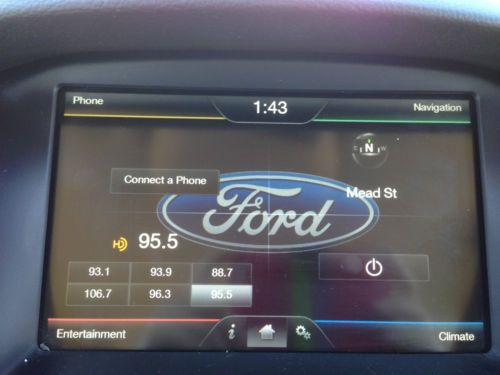 Phone
1:43
Navigation
E N W
Connect a Phone
Ford
Mead St
HD 95.5
93.1 93.9 88.7
106.7 96.3 95.5
Entertainment
i
Climate